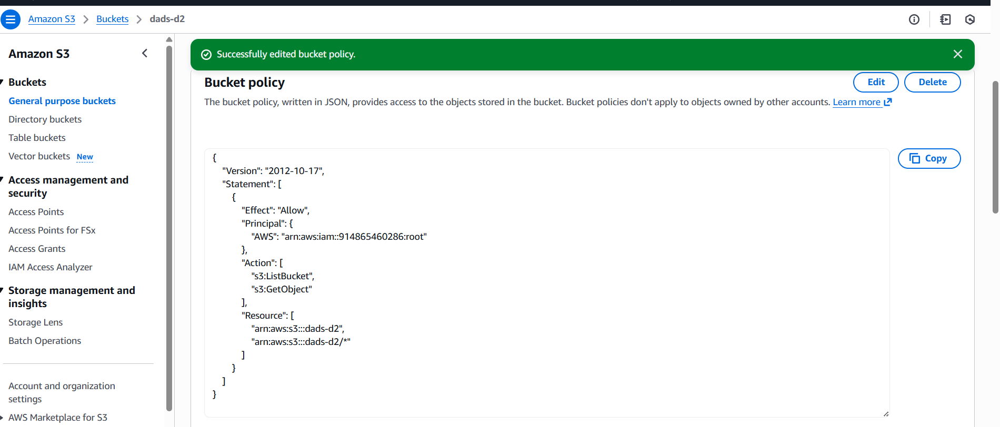 Amazon S3 > Buckets > dads-d2
Amazon S3
Buckets
General purpose buckets
Directory buckets
Table buckets
Vector buckets New
Access management and
security
Access Points
Access Points for FSx
Access Grants
IAM Access Analyzer
Storage management and
insights
Storage Lens
Batch Operations
Account and organization
settings
AWS Marketplace for S3
Successfully edited bucket policy.
Bucket policy
Edit
Delete
The bucket policy, written in JSON, provides access to the objects stored in the bucket. Bucket policies don't apply to objects owned by other accounts. Learn more
Copy
{
"Version": "2012-10-17",
"Statement": [
{
"Effect": "Allow",
"Principal": {
"AWS": "arn:aws:iam::914865460286:root"
},
"Action": [
"s3:ListBucket",
"s3:GetObject"
],
"Resource": [
"arn:aws:s3:::dads-d2",
"arn:aws:s3:::dads-d2/*"
]
}
]
}